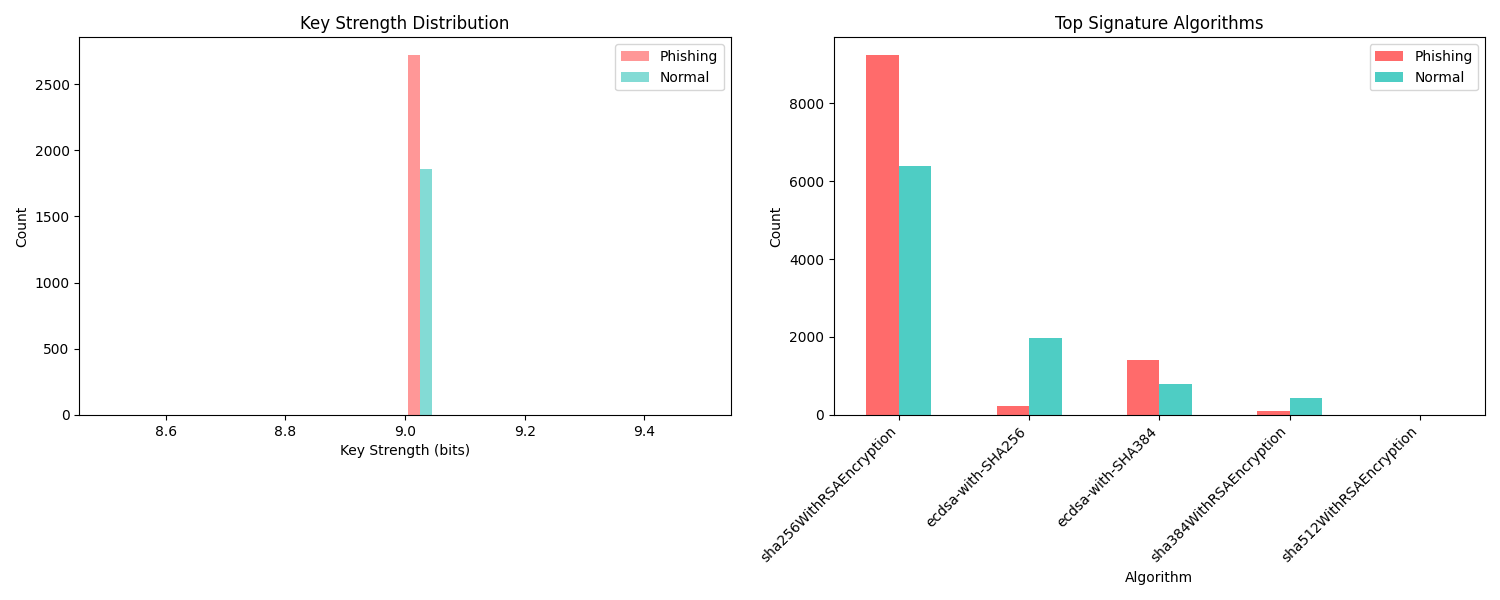 Key Strength Distribution
Phishing
Normal
2500
2000
1500
1000
500
0
Count
8.6 8.8 9.0 9.2 9.4
Key Strength (bits)
Top Signature Algorithms
Phishing
Normal
8000
6000
4000
2000
0
Count
sha256WithRSAEncryption
ecdsa-with-SHA256
ecdsa-with-SHA384
sha384WithRSAEncryption
sha512WithRSAEncryption
Algorithm